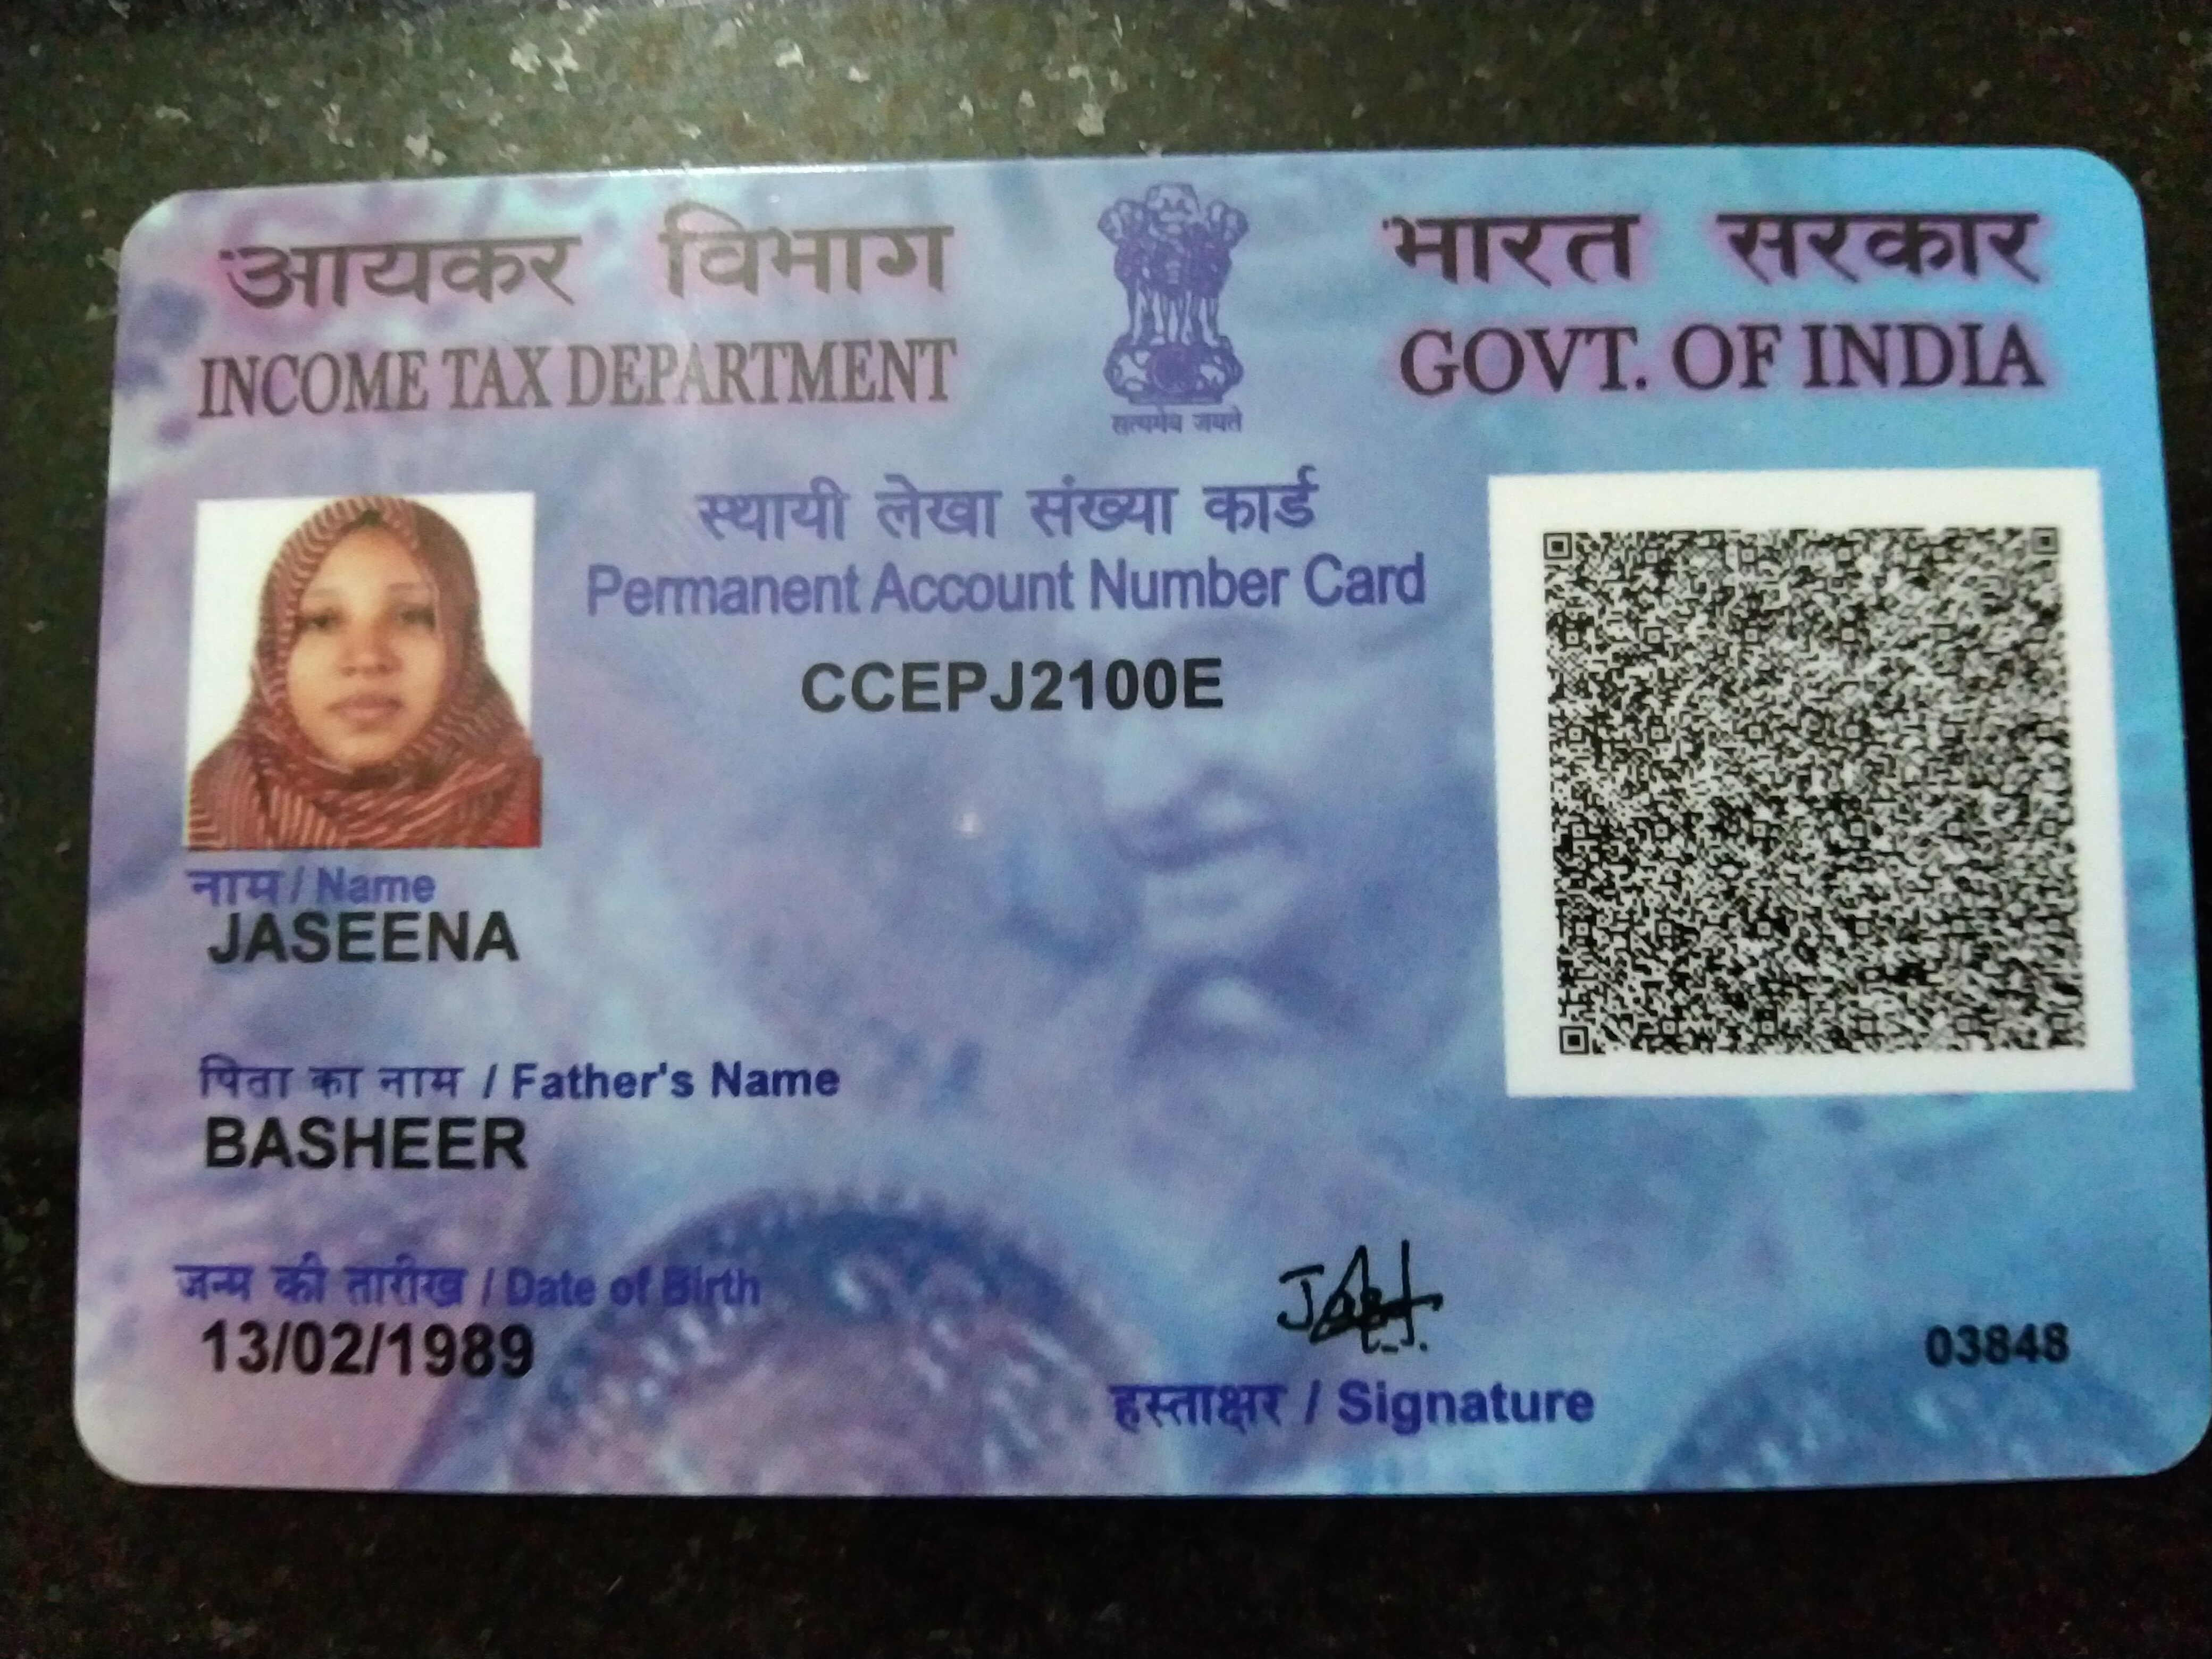 आयकर विभाग
INCOME TAX DEPARTMENT
सत्यमेव जयते
भारत सरकार
GOVT. OF INDIA
स्थायी लेखा संख्या कार्ड
Permanent Account Number Card
CCEPJ2100E
नाम / Name
JASEENA
पिता का नाम / Father's Name
BASHEER
जन्म की तारीख / Date of Birth
13/02/1989
हस्ताक्षर / Signature
03848